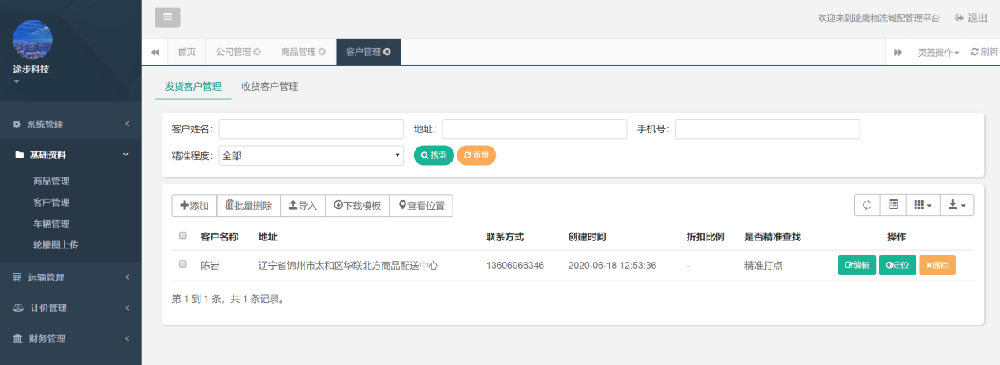 欢迎来到途鹰物流城配管理平台 退出
途步科技
首页 公司管理 商品管理 客户管理 页签操作 刷新
发货客户管理 收货客户管理
系统管理
基础资料
商品管理
客户管理
车辆管理
轮播图上传
运输管理
计价管理
财务管理
客户姓名: 地址: 手机号:
精准程度: 全部 搜索 重置
添加 批量删除 导入 下载模板 查看位置
客户名称 地址 联系方式 创建时间 折扣比例 是否精准查找 操作
陈岩 辽宁省锦州市太和区华联北方商品配送中心 13606966346 2020-06-18 12:53:36 - 精准打点 编辑 定位 删除
第 1 到 1 条，共 1 条记录。